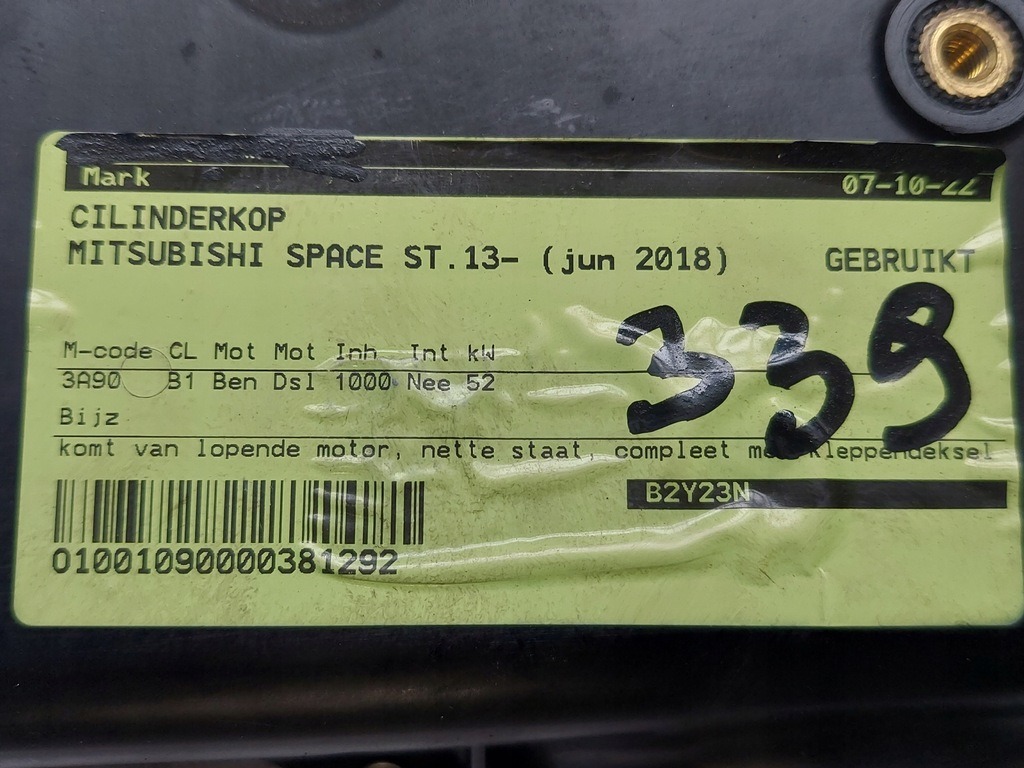 Mark 07-10-22
CILINDERKOP
MITSUBISHI SPACE ST.13- (jun 2018) GEBRUIKT
339
M-code CL Mot Mot Inh Int kW
3A90 B1 Ben Dsl 1000 Nee 52
Bijz
komt van lopende motor, nette staat, compleet met kleppendeksel
B2Y23N
01001090000381292